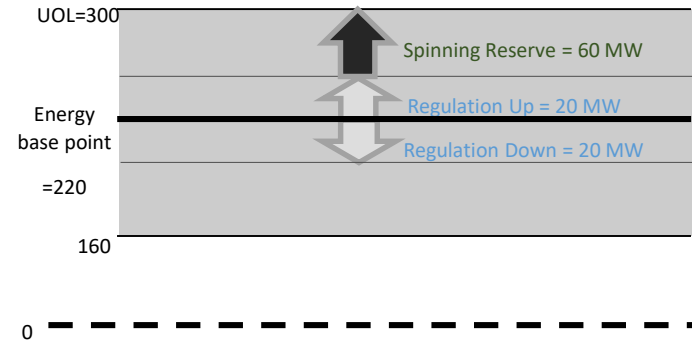 UOL=300
Spinning Reserve = 60 MW
Energy
base point
=220
Regulation Up = 20 MW
Regulation Down = 20 MW
160
0